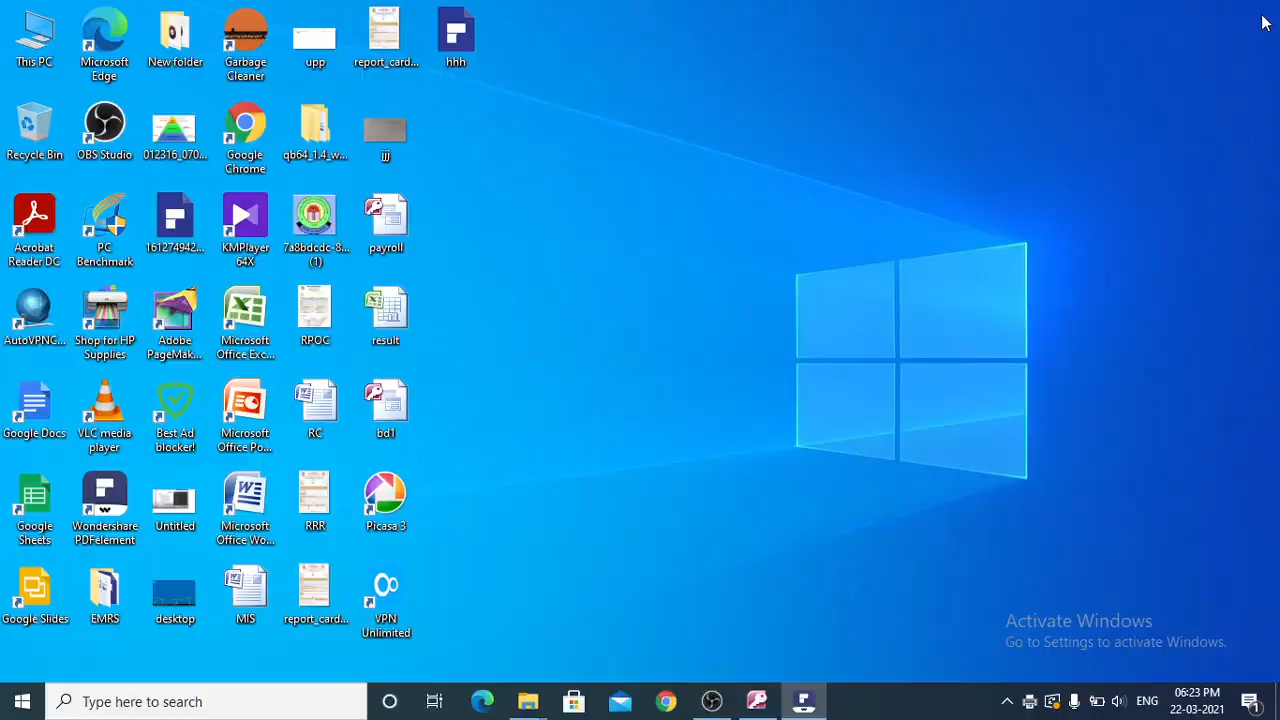 This PC
Microsoft
Edge
New folder
Garbage
Cleaner
upp
report_card...
hhh
Recycle Bin
OBS Studio
012316_070...
Google
Chrome
qb64_1.4_w...
jjj
Acrobat
Reader DC
PC
Benchmark
161274942...
KMPlayer
64X
7a8bdcdc-8...
(1)
payroll
AutoVPNC...
Shop for HP
Supplies
Adobe
PageMak...
Microsoft
Office Exc...
RPOC
result
Google Docs
VLC media
player
Best Ad
blocker!
Microsoft
Office Po...
RC
bd1
Google
Sheets
Wondershare
PDFelement
Untitled
Microsoft
Office Wo...
RRR
Picasa 3
Google Slides
EMRS
desktop
MIS
report_card...
VPN
Unlimited
Activate Windows
Go to Settings to activate Windows.
Type here to search
ENG
06:23 PM
22-03-2021
1